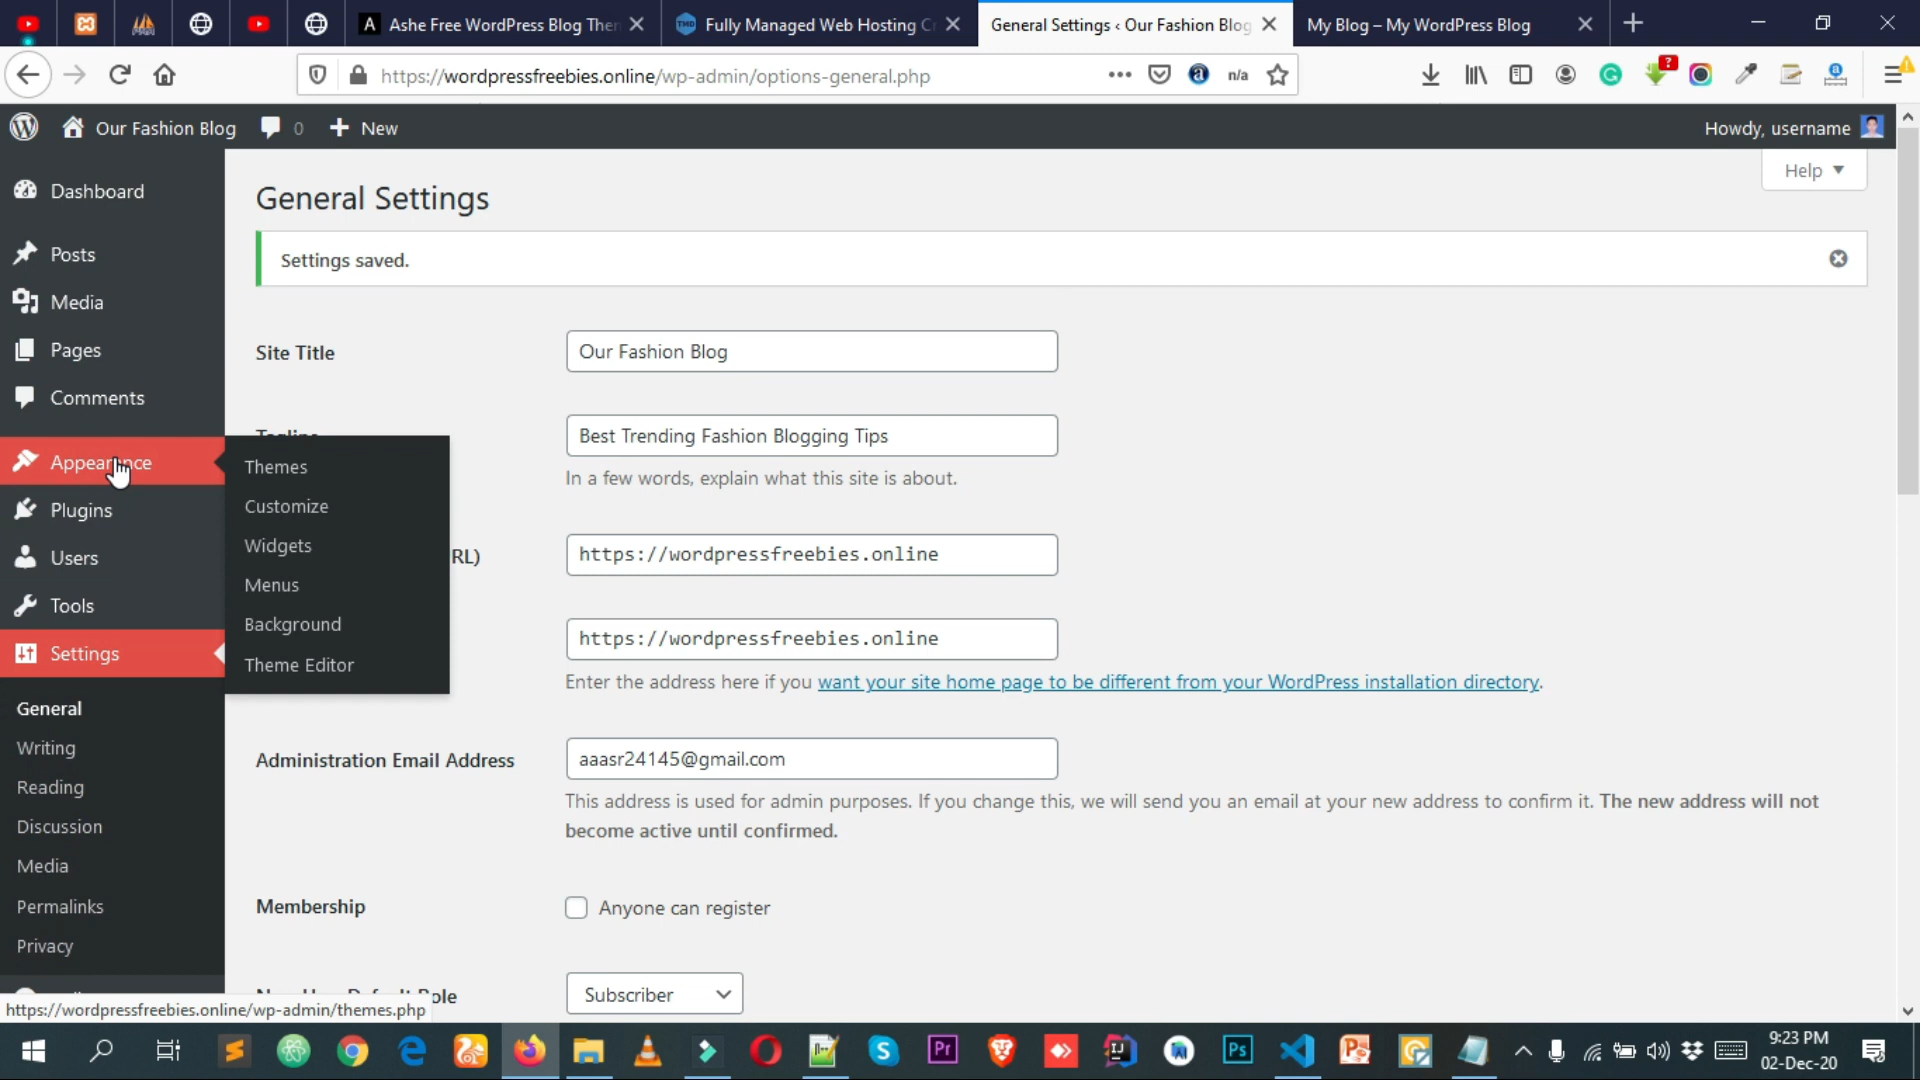 Ashe Free WordPress Blog Then
Fully Managed Web Hosting C
General Settings ‹ Our Fashion Blog
My Blog – My WordPress Blog
https://wordpressfreebies.online/wp-admin/options-general.php
n/a
?
Our Fashion Blog
0
New
Howdy, username
Help
Dashboard
Posts
Media
Pages
Comments
Appearance
Plugins
Users
Tools
Settings
General
Writing
Reading
Discussion
Media
Permalinks
Privacy
Themes
Customize
Widgets
Menus
Background
Theme Editor
General Settings
Settings saved.
Site Title
Our Fashion Blog
Tagline
Best Trending Fashion Blogging Tips
In a few words, explain what this site is about.
RL)
https://wordpressfreebies.online
https://wordpressfreebies.online
Enter the address here if you want your site home page to be different from your WordPress installation directory.
Administration Email Address
aaasr24145@gmail.com
This address is used for admin purposes. If you change this, we will send you an email at your new address to confirm it. The new address will not
become active until confirmed.
Membership
Anyone can register
Role
Subscriber
https://wordpressfreebies.online/wp-admin/themes.php
Pr
Ps
9:23 PM
02-Dec-20